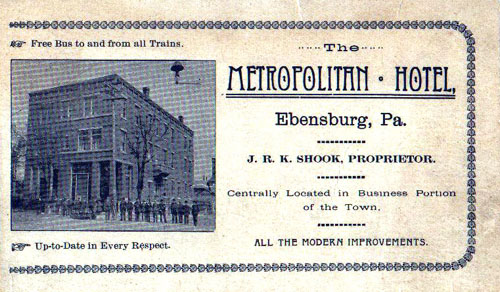 Free Bus to and from all Trains.
Up-to-Date in Every Respect.
The
METROPOLITAN · HOTEL,
Ebensburg, Pa.
J. R. K. SHOOK, PROPRIETOR.
Centrally Located in Business Portion
of the Town.
ALL THE MODERN IMPROVEMENTS.